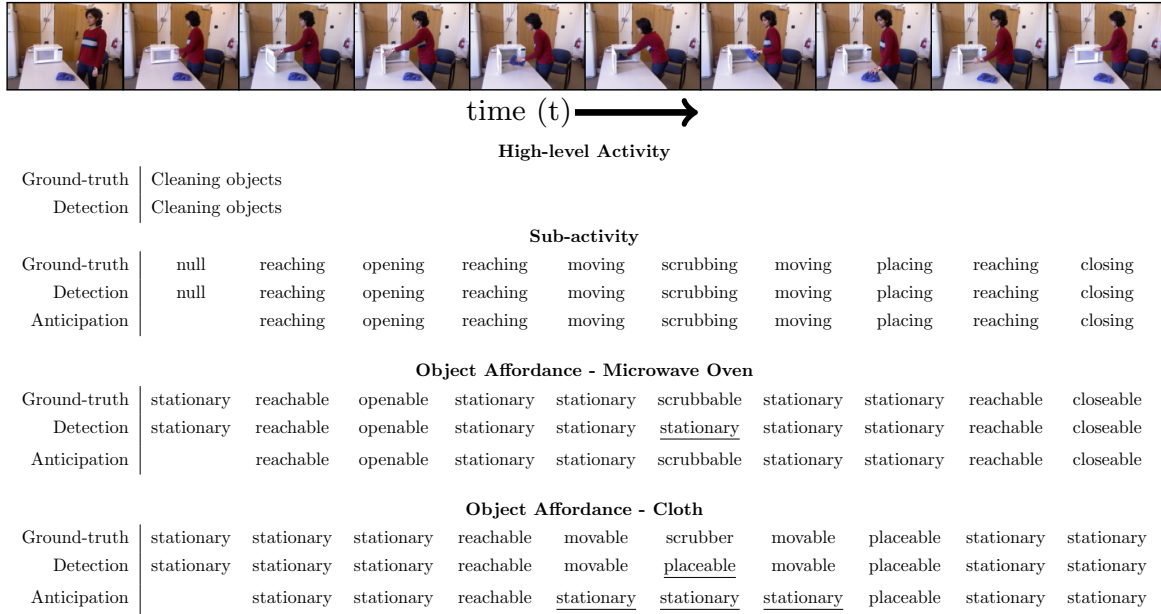 time (t)
High-level Activity
Ground-truth Cleaning objects
Detection Cleaning objects
Sub-activity
Ground-truth null reaching opening reaching moving scrubbing moving placing reaching closing
Detection null reaching opening reaching moving scrubbing moving placing reaching closing
Anticipation reaching opening reaching moving scrubbing moving placing reaching closing
Object Affordance - Microwave Oven
Ground-truth stationary reachable openable stationary stationary scrubbable stationary stationary reachable closeable
Detection stationary reachable openable stationary stationary stationary stationary stationary reachable closeable
Anticipation reachable openable stationary stationary scrubbable stationary stationary reachable closeable
Object Affordance - Cloth
Ground-truth stationary stationary stationary reachable movable scrubber movable placeable stationary stationary
Detection stationary stationary stationary reachable movable placeable movable placeable stationary stationary
Anticipation stationary stationary reachable stationary stationary stationary placeable stationary stationary